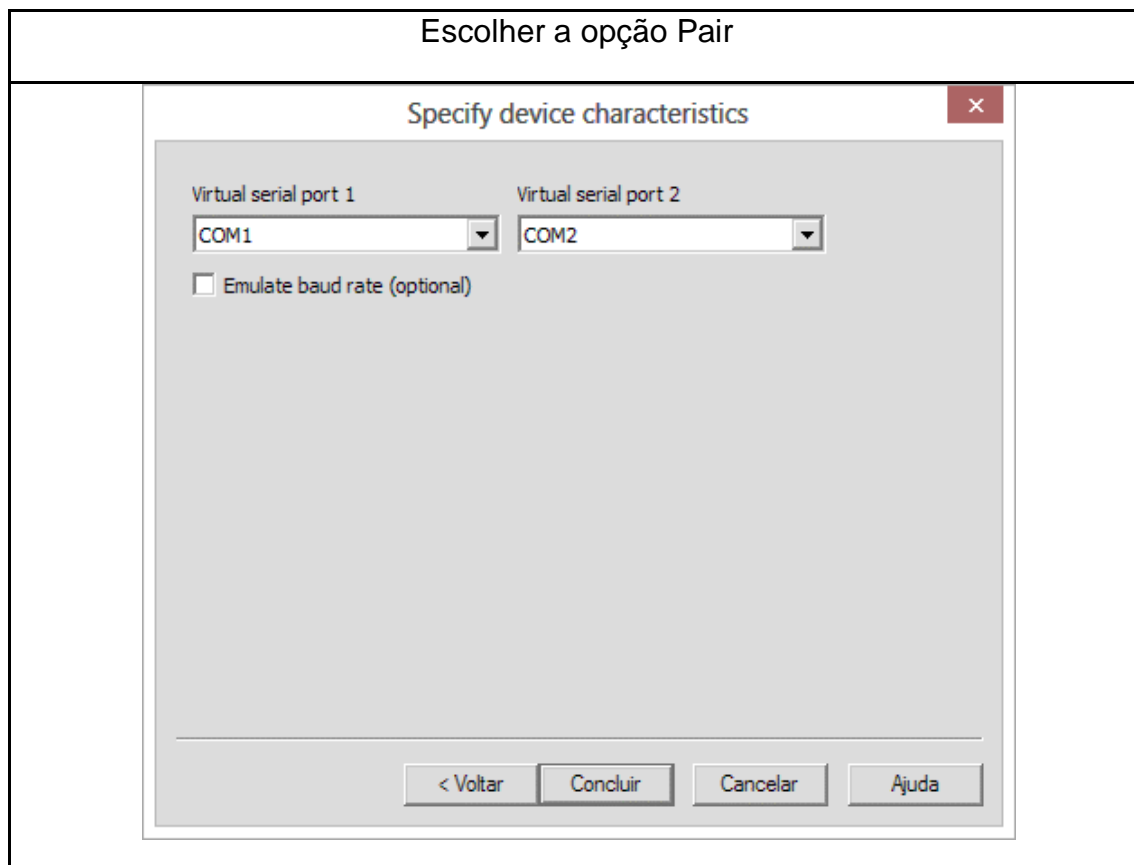 Escolher a opção Pair
Specify device characteristics
Virtual serial port 1 Virtual serial port 2
COM1 COM2
Emulate baud rate (optional)
< Voltar Concluir Cancelar Ajuda